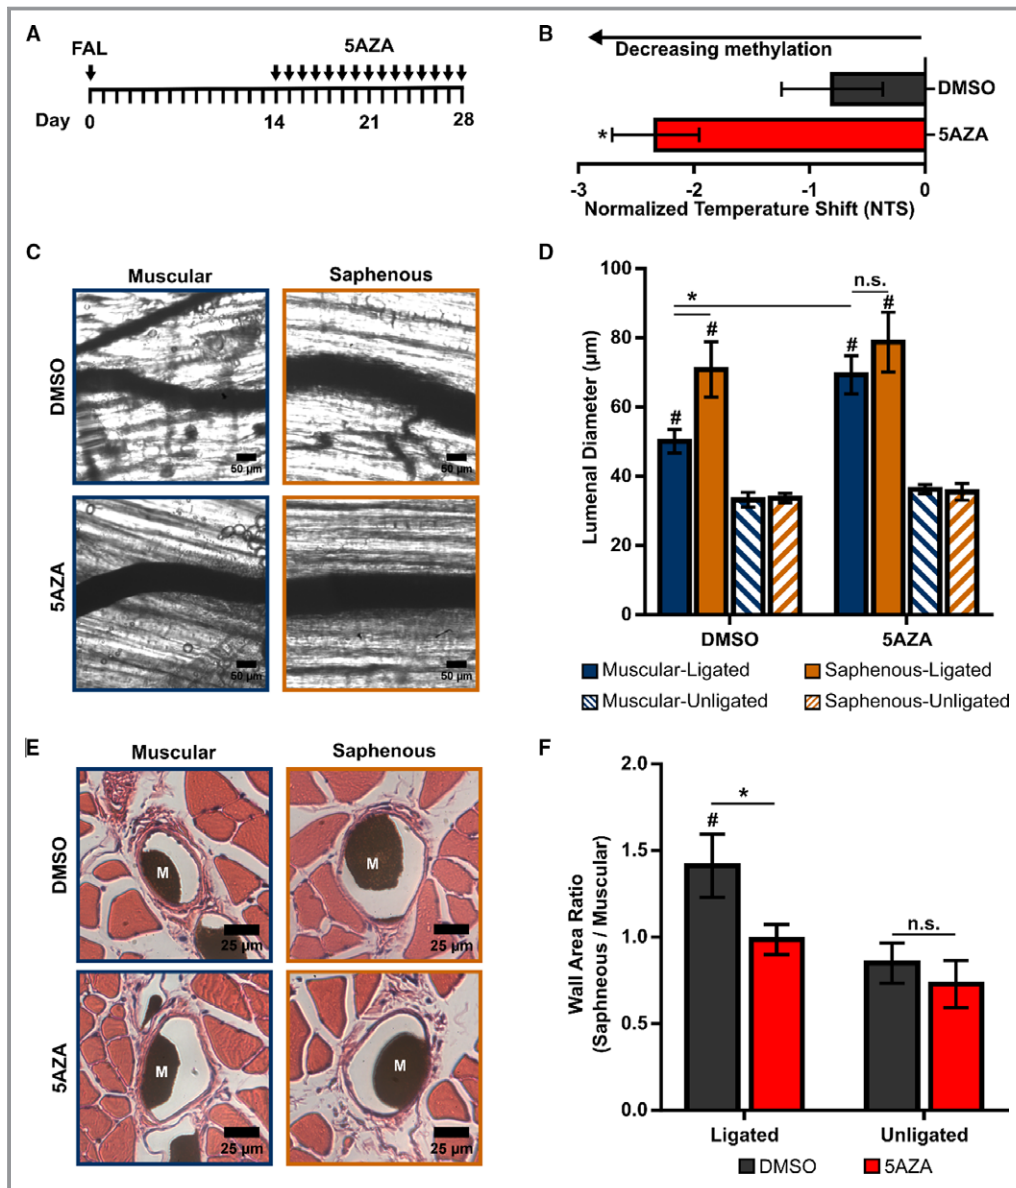 A
FAL
5AZA
Day
0
14
21
28
B
Decreasing methylation
DMSO
*
5AZA
-3
-2
-1
0
Normalized Temperature Shift (NTS)
C
Muscular
Saphenous
DMSO
50 µm
50 µm
5AZA
50 µm
50 µm
D
Lumenal Diameter (µm)
100
80
60
40
20
0
*
n.s.
#
#
#
#
DMSO
5AZA
Muscular-Ligated
Saphenous-Ligated
Muscular-Unligated
Saphenous-Unligated
E
Muscular
Saphenous
DMSO
M
25 µm
M
25 µm
5AZA
M
25 µm
M
25 µm
F
Wall Area Ratio
(Saphneous / Muscular)
2.0
1.5
1.0
0.5
0.0
*
#
n.s.
Ligated
Unligated
DMSO
5AZA